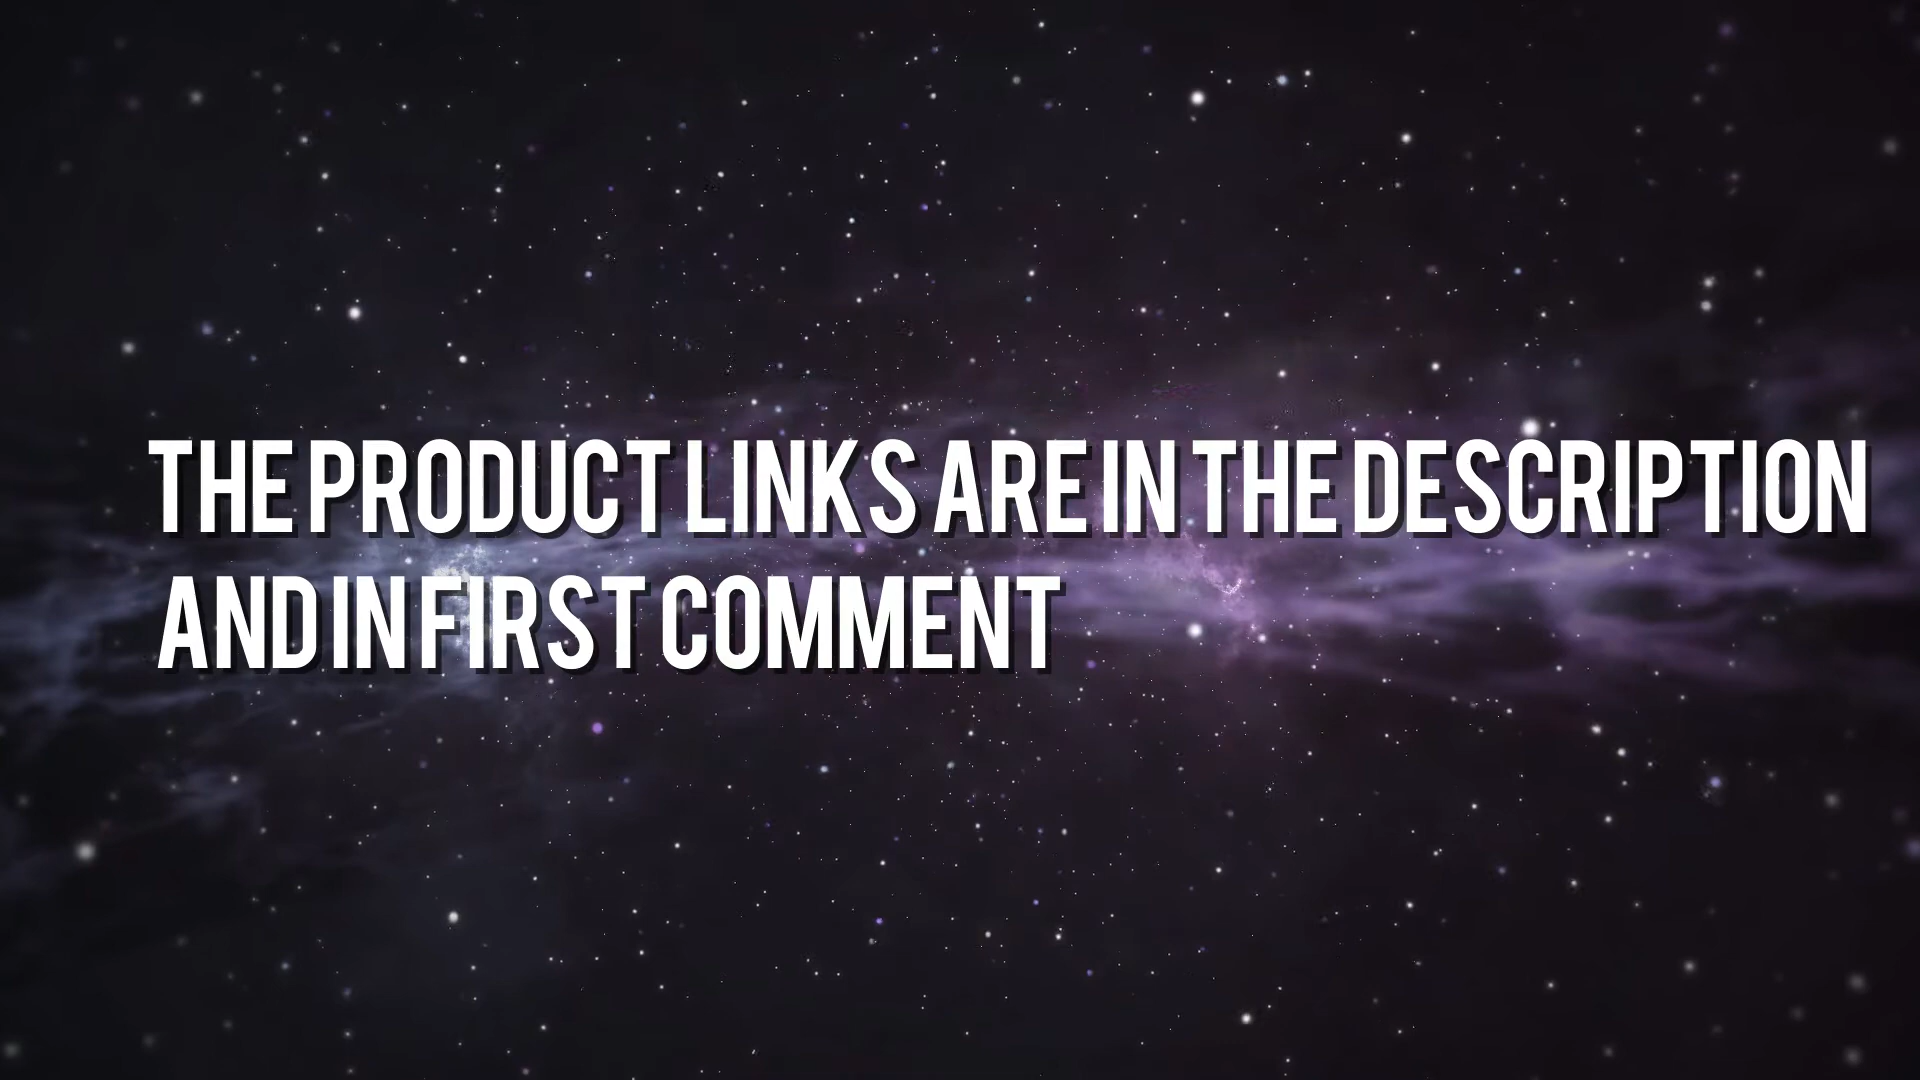 THE PRODUCT LINKS ARE IN THE DESCRIPTION
AND IN FIRST COMMENT